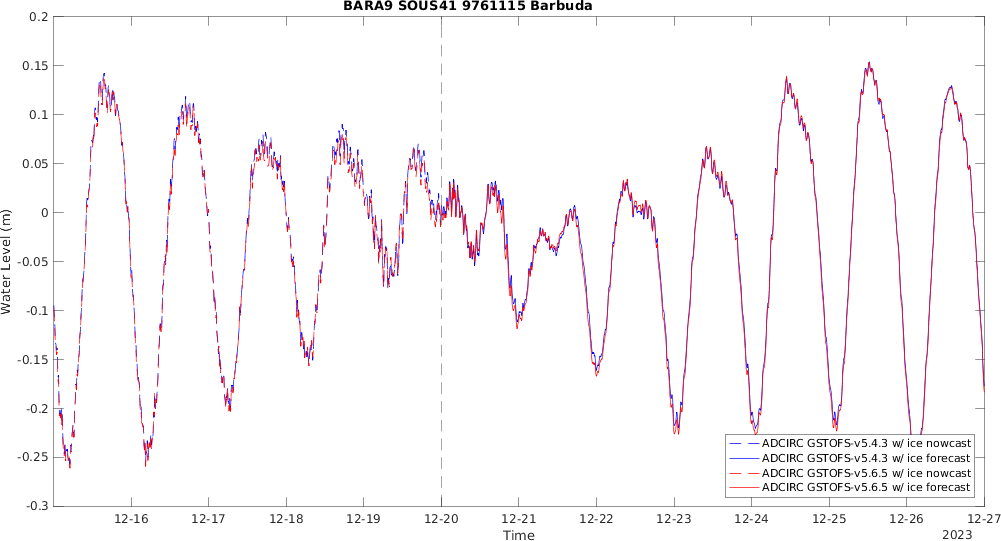 BARA9 SOUS41 9761115 Barbuda
0.2
0.15
0.1
0.05
0
-0.05
-0.1
-0.15
-0.2
-0.25
-0.3
Water Level (m)
ADCIRC GSTOFS-v5.4.3 w/ ice nowcast
ADCIRC GSTOFS-v5.4.3 w/ ice forecast
ADCIRC GSTOFS-v5.6.5 w/ ice nowcast
ADCIRC GSTOFS-v5.6.5 w/ ice forecast
12-16 12-17 12-18 12-19 12-20 12-21 12-22 12-23 12-24 12-25 12-26 12-27
Time
2023